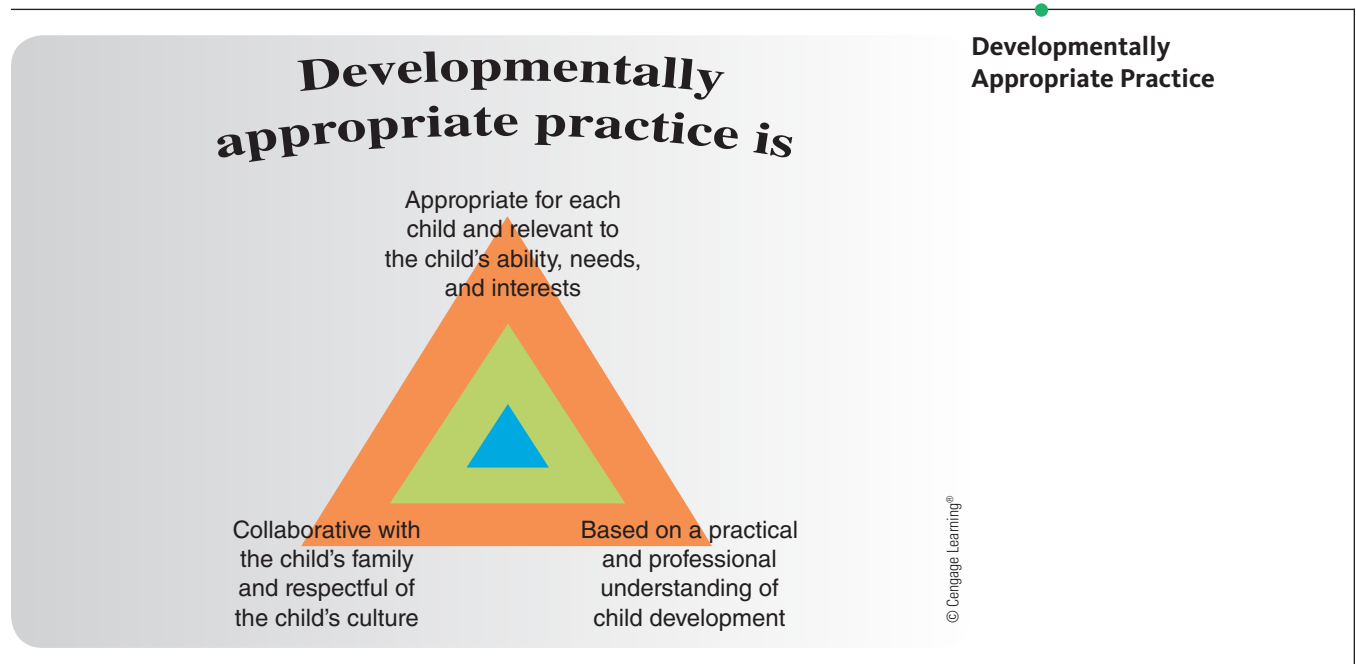 Developmentally
appropriate practice is
Appropriate for each
child and relevant to
the child's ability, needs,
and interests
Collaborative with
the child's family
and respectful of
the child's culture
Based on a practical
and professional
understanding of
child development
© Cengage Learning®
Developmentally
Appropriate Practice